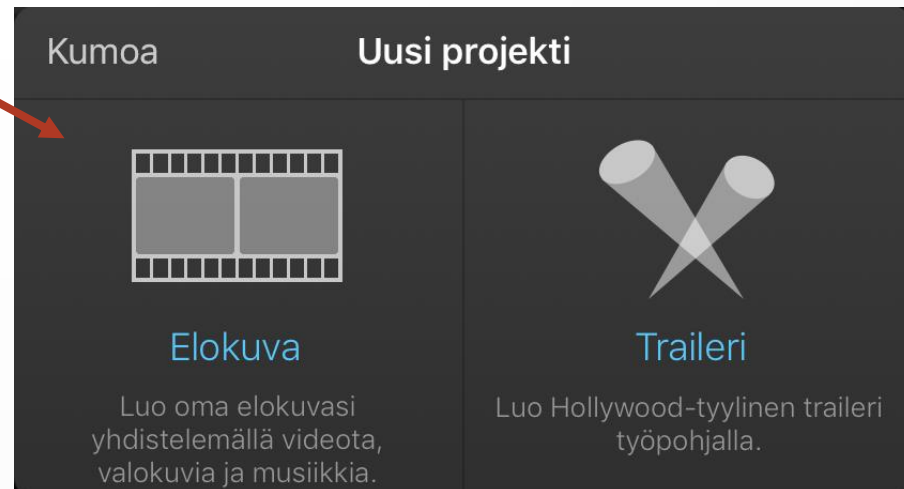 Kumoa
Uusi projekti
Elokuva
Luo oma elokuvasi
yhdistelemällä videota,
valokuvia ja musiikkia.
Traileri
Luo Hollywood-tyylinen traileri
työpohjalla.